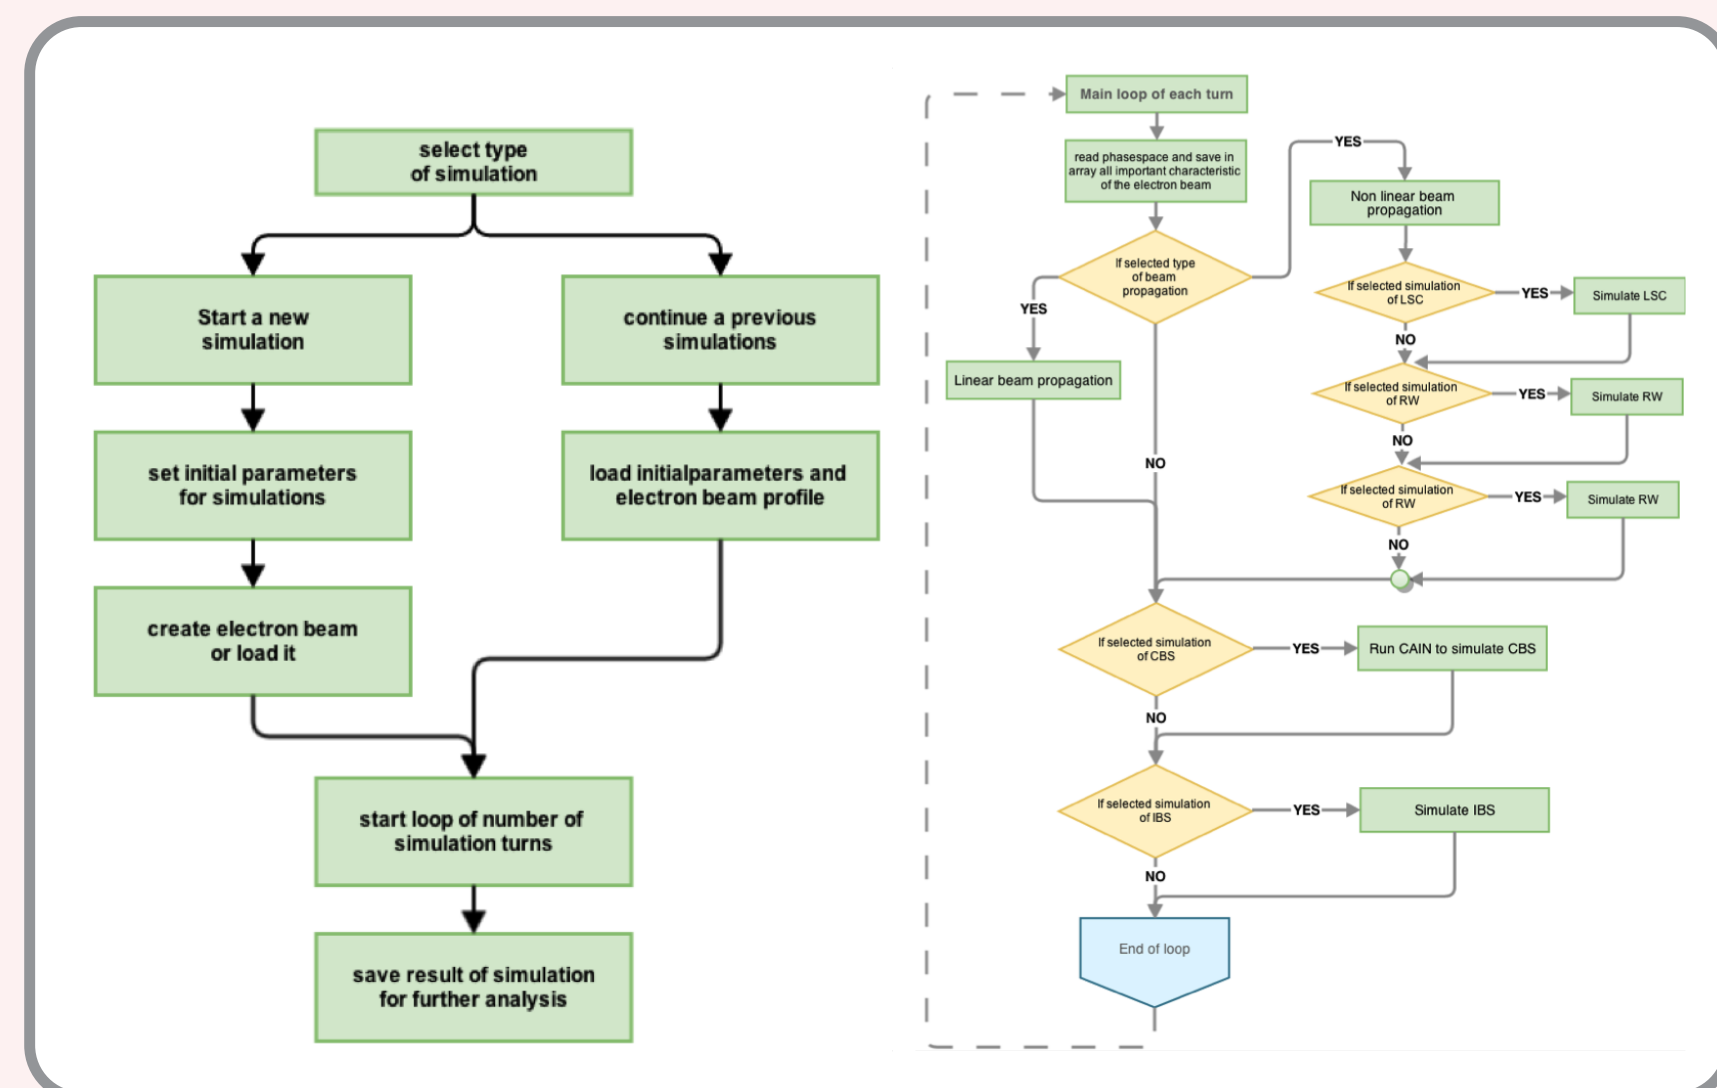 select type
of simulation
Start a new
simulation
continue a previous
simulations
set initial parameters
for simulations
load initialparameters and
electron beam profile
create electron beam
or load it
start loop of number of
simulation turns
save result of simulation
for further analysis
Main loop of each turn
read phasespace and save in
array all important characteristic
of the electron beam
If selected type
of beam
propagation
YES
Linear beam propagation
NO
YES
Non linear beam
propagation
If selected simulation
of LSC
YES
Simulate LSC
NO
If selected simulation
of RW
YES
Simulate RW
NO
If selected simulation
of RW
YES
Simulate RW
NO
If selected simulation
of CBS
YES
Run CAIN to simulate CBS
NO
If selected simulation
of IBS
YES
Simulate IBS
NO
End of loop